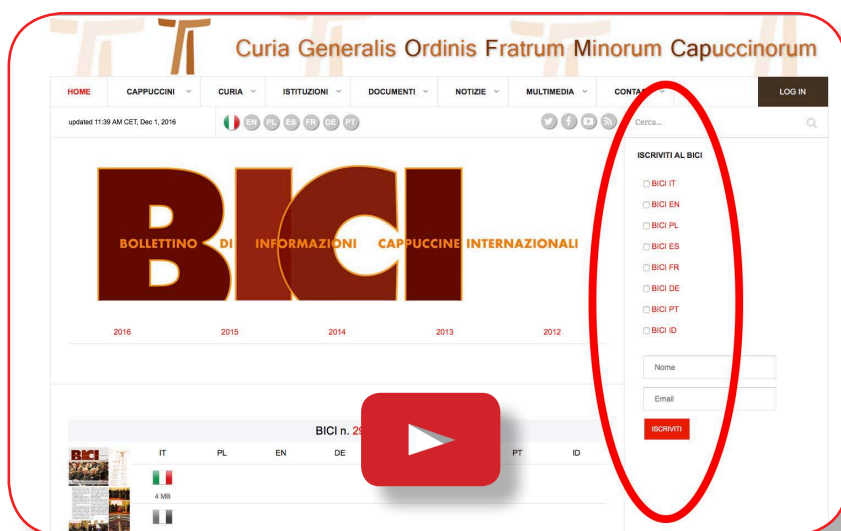 Curia Generalis Ordinis Fratrum Minorum Capuccinorum
HOME CAPPUCCINI CURIA ISTITUZIONI DOCUMENTI NOTIZIE MULTIMEDIA LOG IN
updated 11:39 AM CET, Dec 1, 2016 EN PL ES FR DE PT Cerca...
ISCRIVITI AL BICI
BICI IT
BICI EN
BICI PL
BICI ES
BICI FR
BICI DE
BICI PT
BICI ID
Nome
Email
ISCRIVITI
BICI
BOLLETTINO DI INFORMAZIONI CAPPUCCINE INTERNAZIONALI
2016 2015 2014 2013 2012
BICI n.
IT PL EN DE PT ID
BICI
4 MB